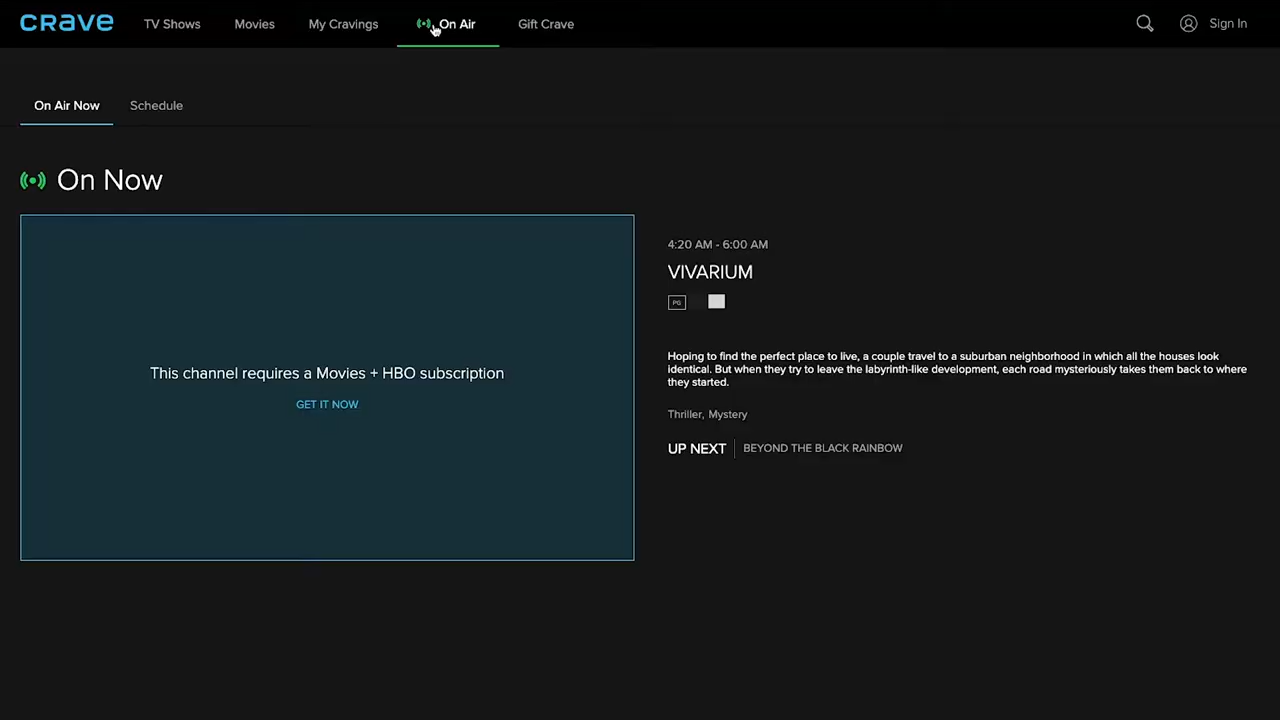 CRAVE TV Shows Movies My Cravings On Air Gift Crave Sign In
On Air Now Schedule
On Now
4:20 AM - 6:00 AM
VIVARIUM
PG
This channel requires a Movies + HBO subscription
GET IT NOW
Hoping to find the perfect place to live, a couple travel to a suburban neighborhood in which all the houses look
identical. But when they try to leave the labyrinth-like development, each road mysteriously takes them back to where
they started.
Thriller, Mystery
UP NEXT BEYOND THE BLACK RAINBOW